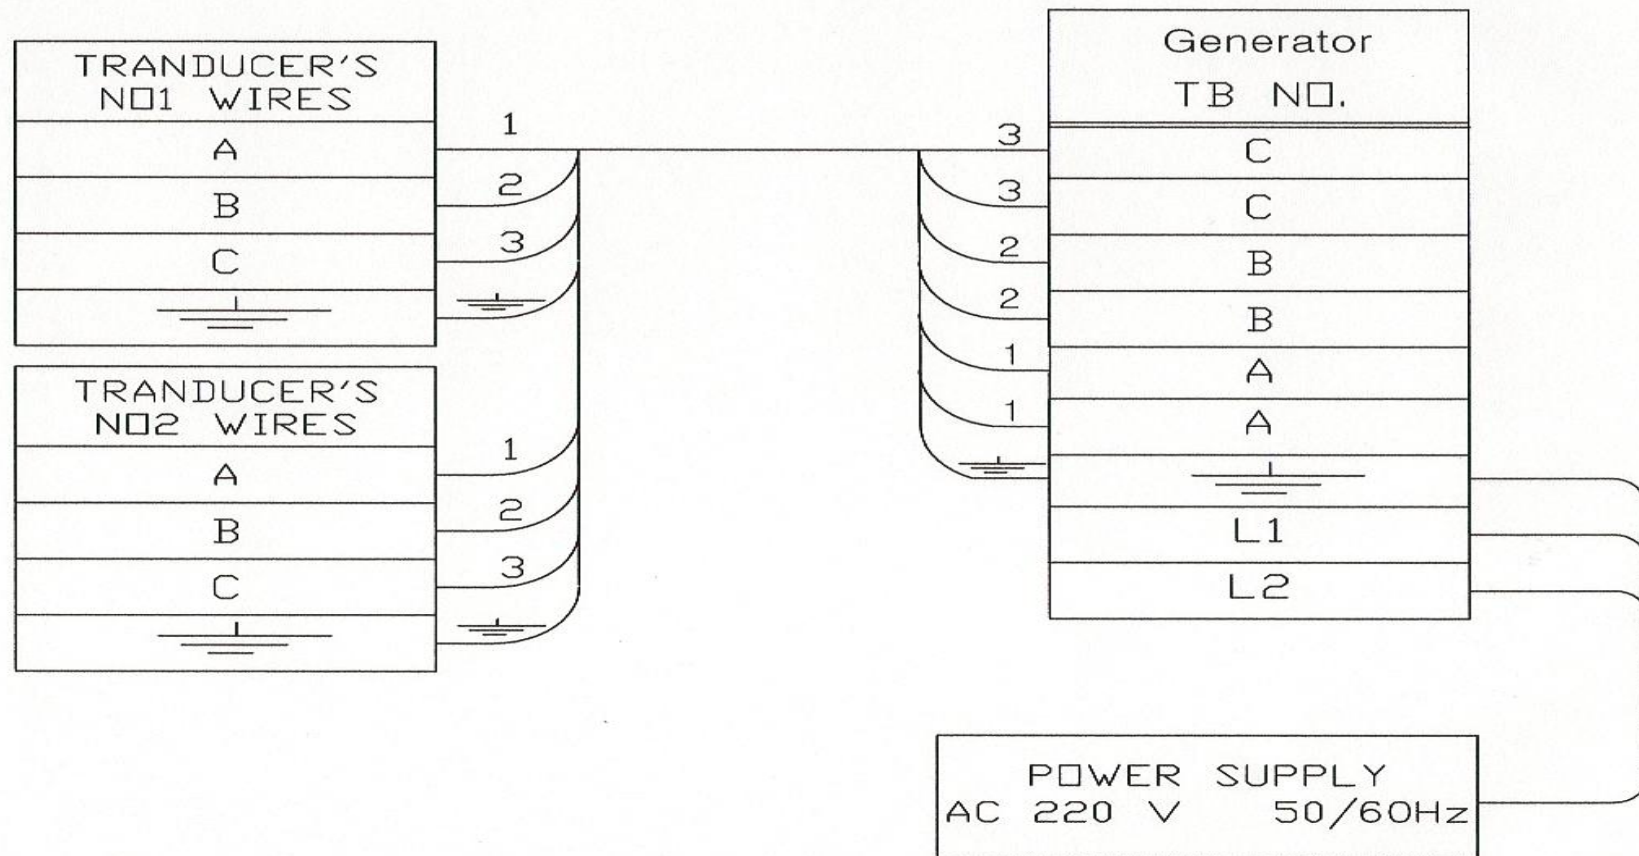 TRANDUCER'S
NO1 WIRES
A
B
C
1
2
3
TRANDUCER'S
NO2 WIRES
A
B
C
1
2
3
Generator
TB NO.
3
C
3
C
2
B
2
B
1
A
1
A
L1
L2
POWER SUPPLY
AC 220 V 50/60Hz